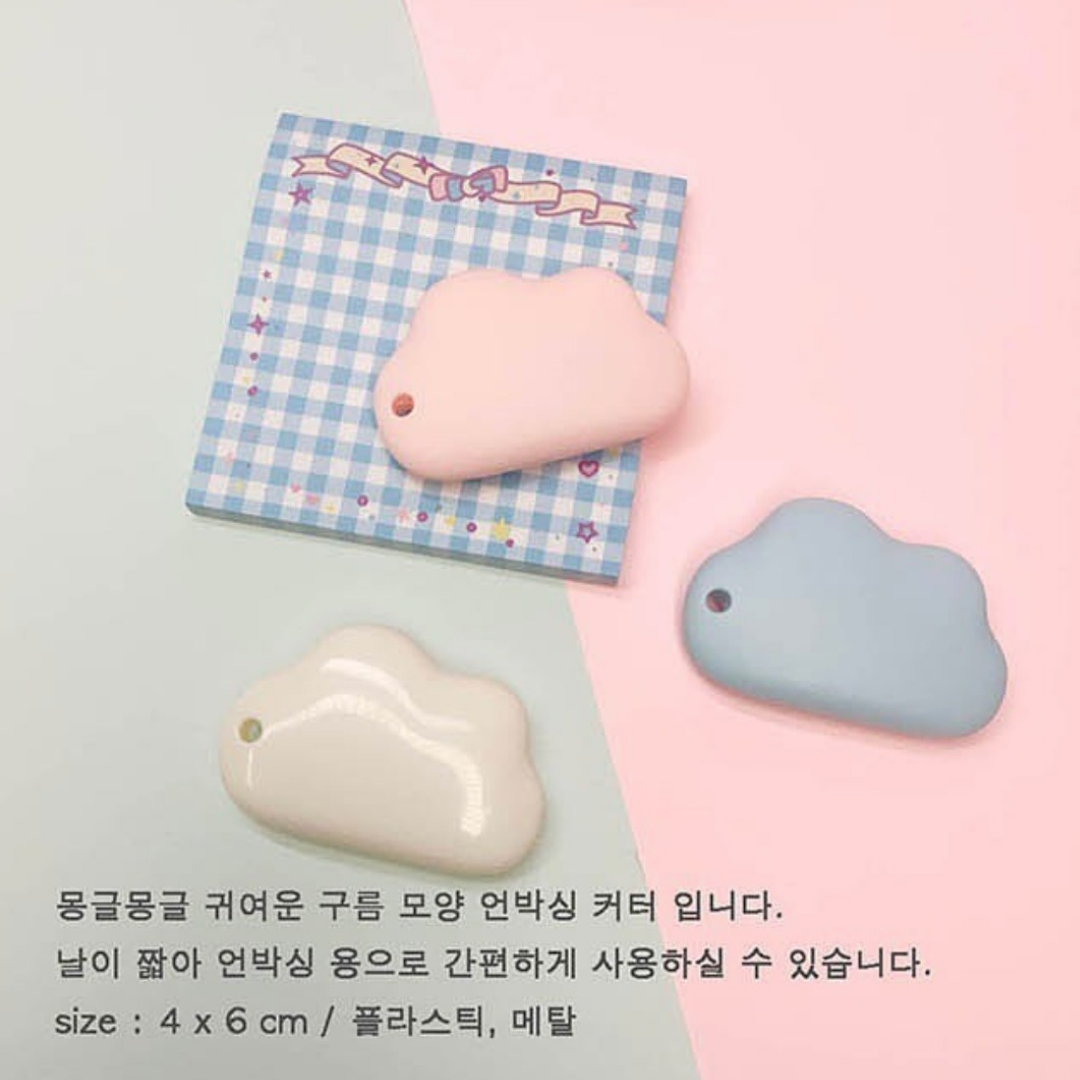 몽글몽글 귀여운 구름 모양 언박싱 커터 입니다.
날이 짧아 언박싱 용으로 간편하게 사용하실 수 있습니다.
size : 4 x 6 cm / 플라스틱, 메탈